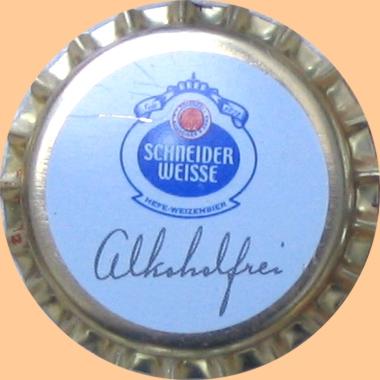 SCHNEIDER
WEISSE
HEFE-WEIZENBIER
Alkoholfrei